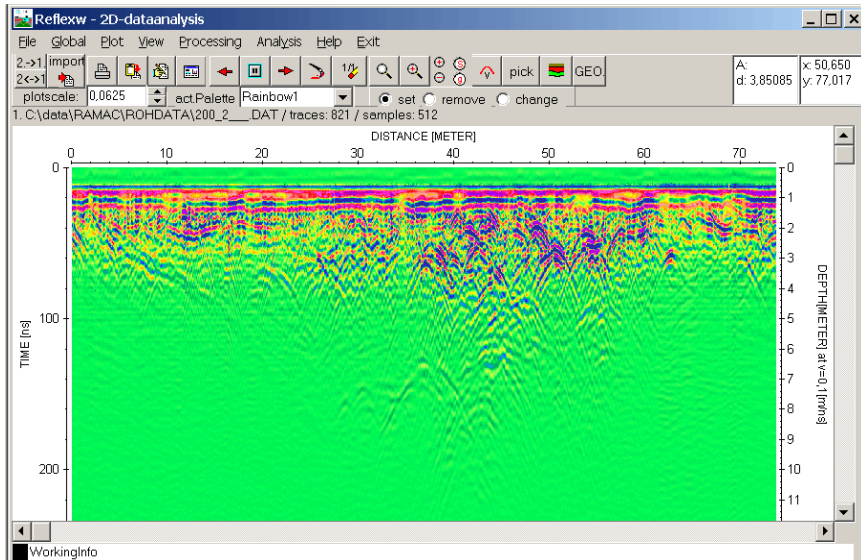 Reflexw - 2D-dataanalysis
File Global Plot View Processing Analysis Help Exit
2.->1. import 1/1 S g pick GEO.
2<->1
A:
d: 3,85085
x: 50,650
y: 77,017
plotscale: 0,0625 act.Palette Rainbow1 set remove change
1. C:\data\RAMAC\ROHDATA\200_2___.DAT / traces: 821 / samples: 512
DISTANCE [METER]
0 10 20 30 40 50 60 70
0
100
200
TIME [ns]
0
1
2
3
4
5
6
7
8
9
10
11
DEPTH[METER] at v=0,1[m/ns]
WorkingInfo